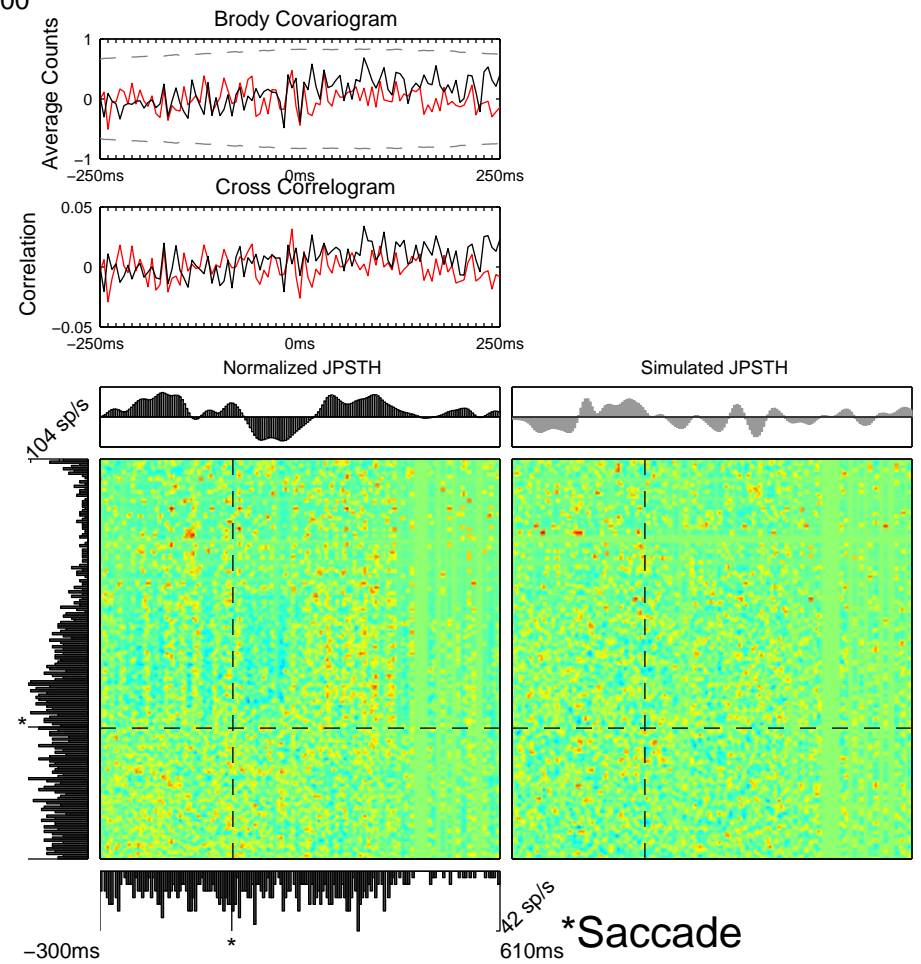 00
Brody Covariogram
Average Counts
1
0
−1
−250ms
0ms
250ms
Cross Correlogram
Correlation
0.05
0
−0.05
−250ms
0ms
250ms
Normalized JPSTH
Simulated JPSTH
104 sp/s
*
42 sp/s
*
−300ms
610ms
*Saccade